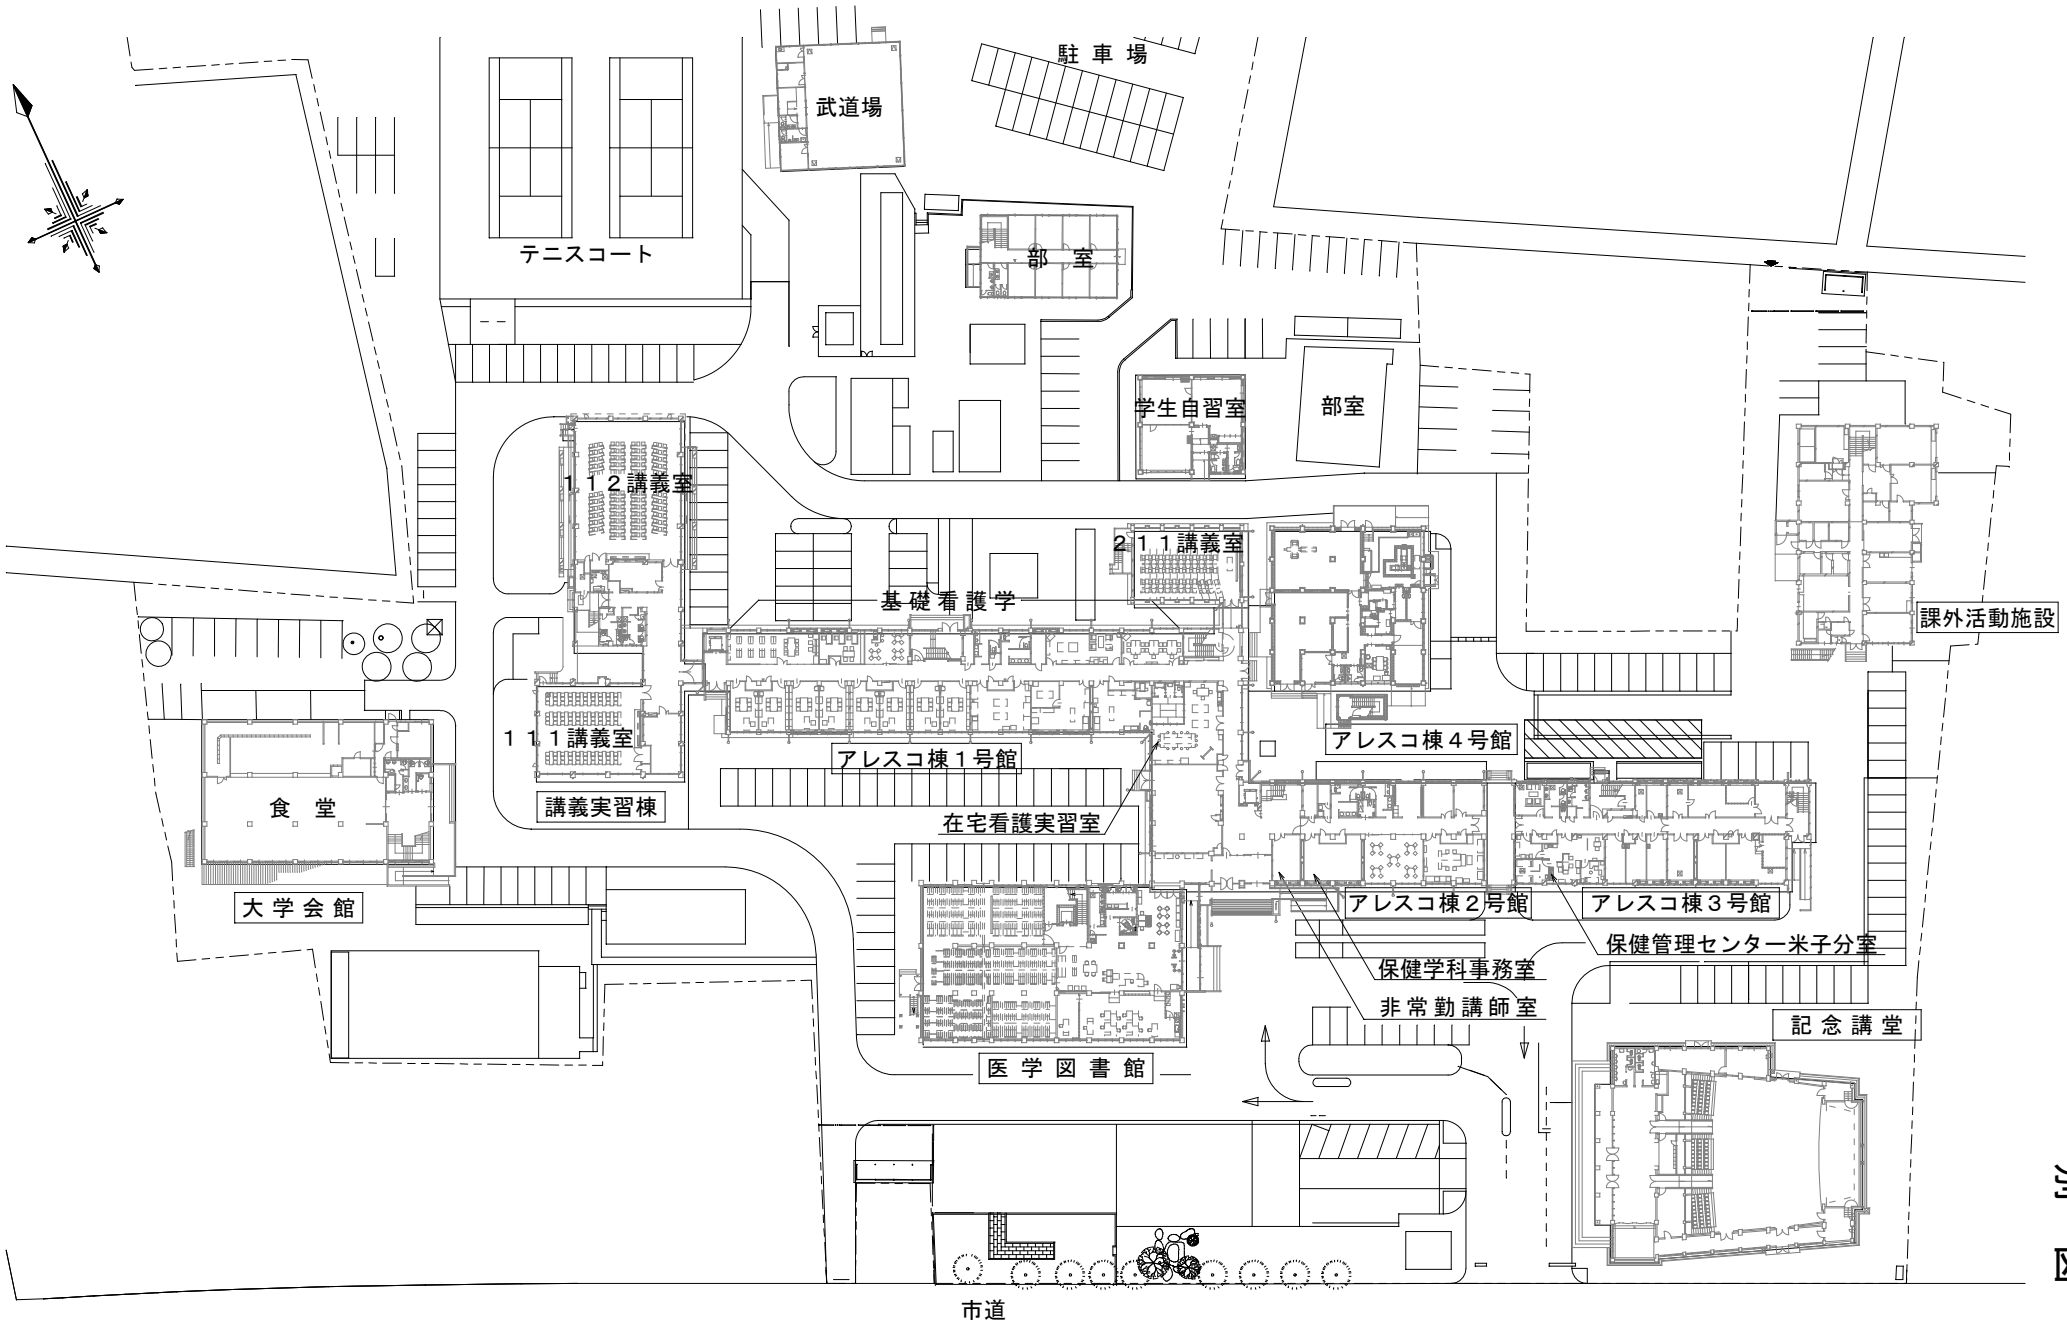 駐車場
武道場
テニスコート
部室
学生自習室
部室
112講義室
211講義室
基礎看護学
課外活動施設
111講義室
アレスコ棟4号館
アレスコ棟1号館
食堂
講義実習棟
在宅看護実習室
大学会館
アレスコ棟2号館
アレスコ棟3号館
保健管理センター米子分室
保健学科事務室
非常勤講師室
記念講堂
医学図書館
市道